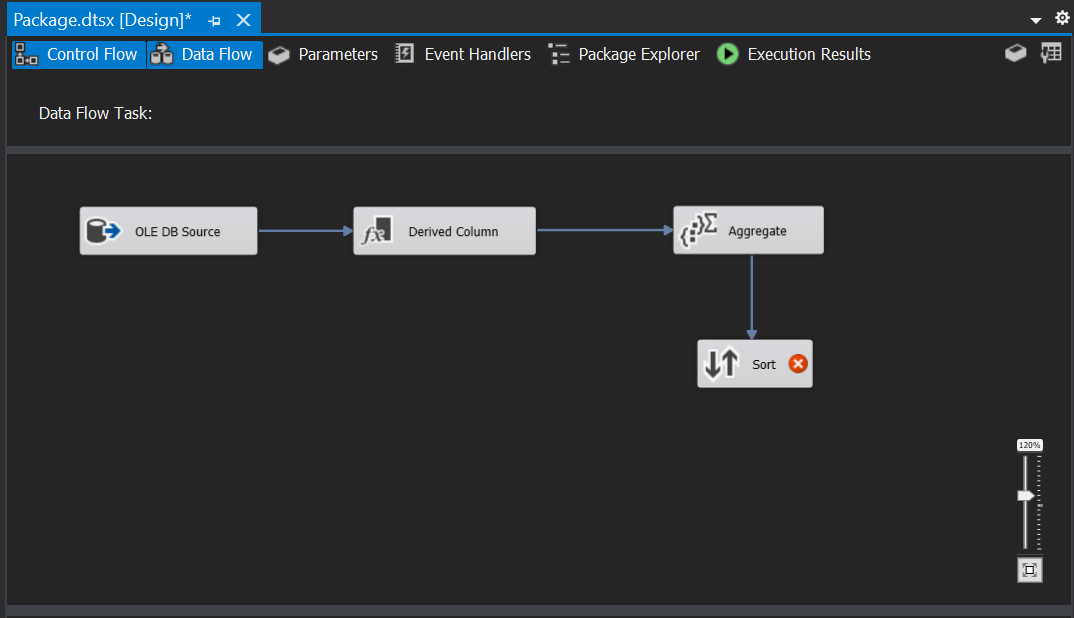 Package.dtsx [Design]*
Control Flow Data Flow Parameters Event Handlers Package Explorer Execution Results
Data Flow Task:
OLE DB Source Derived Column Aggregate
Sort
120%